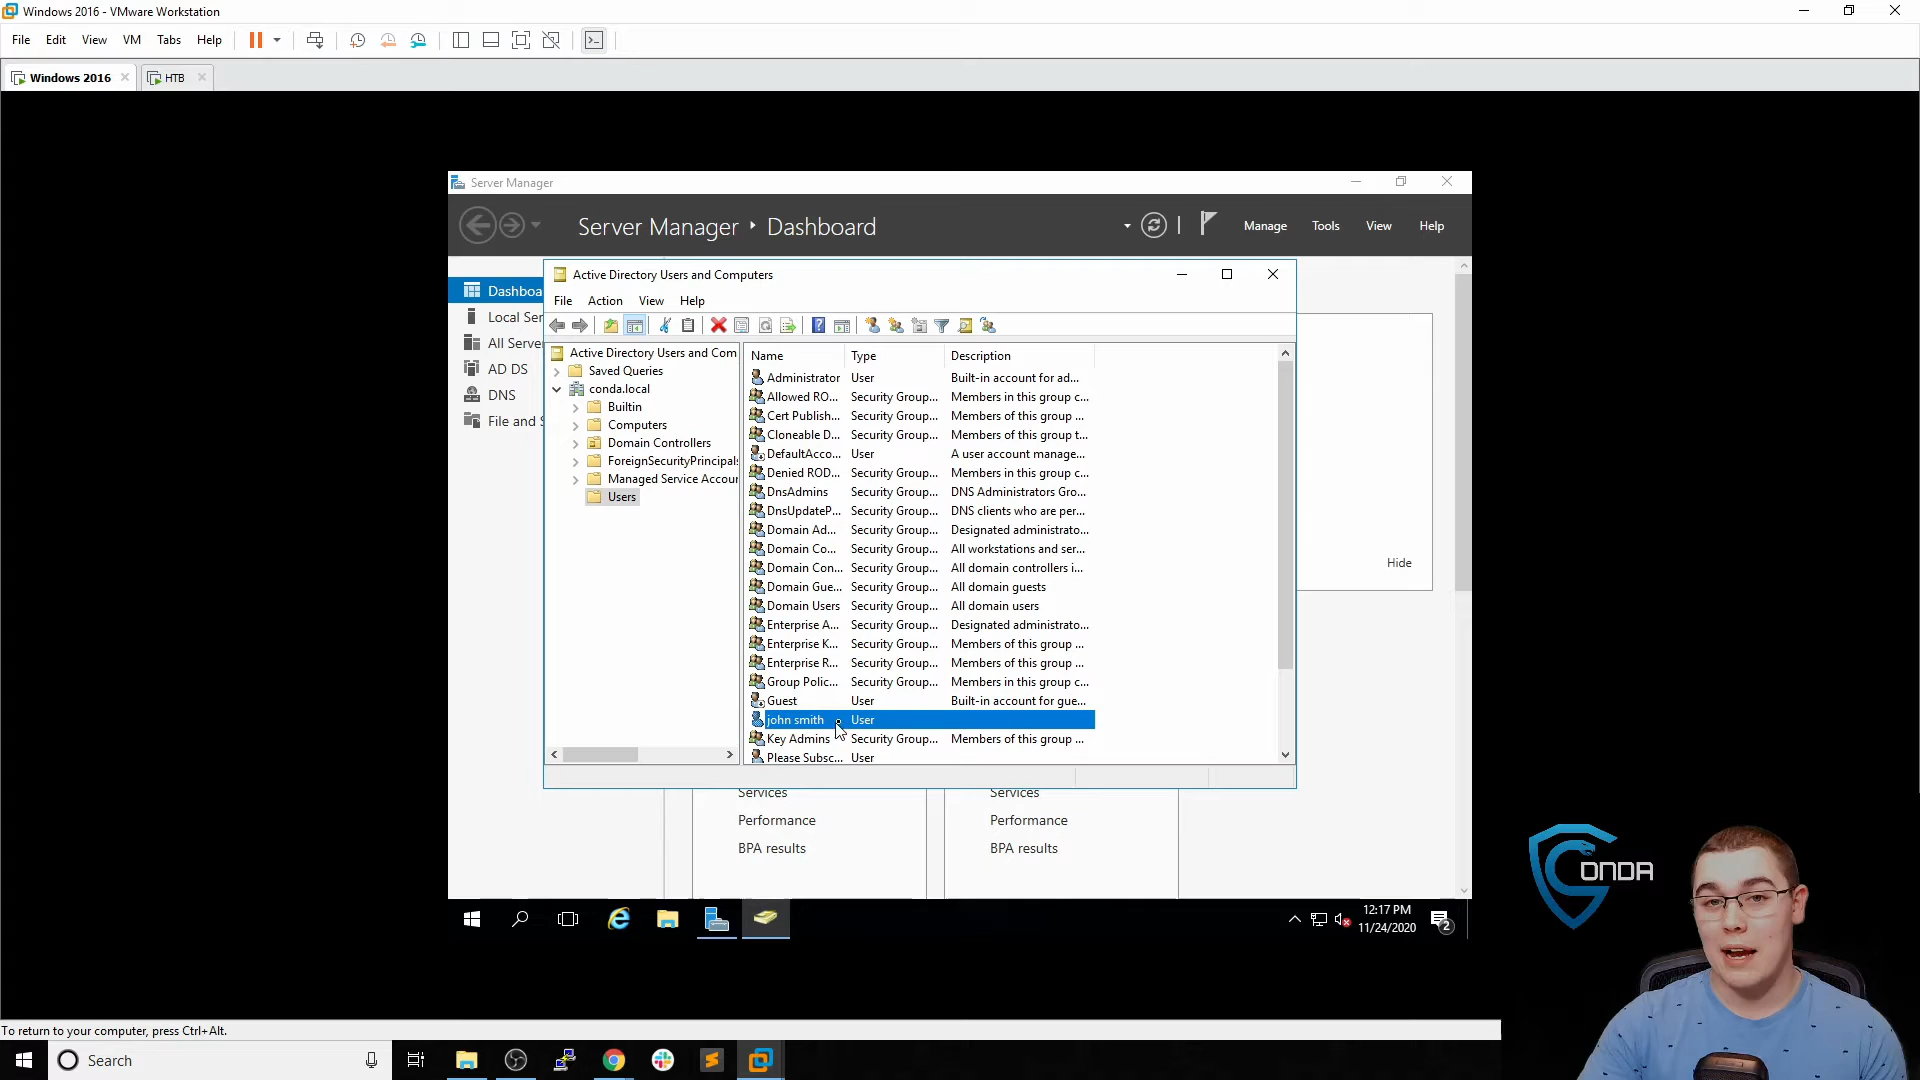 Windows 2016 - VMware Workstation
File Edit View VM Tabs Help
Windows 2016
HTB
Server Manager
Server Manager Dashboard
Manage Tools View Help
Dashboa
Local Ser
All Serve
AD DS
DNS
File and S
Active Directory Users and Computers
File Action View Help
Active Directory Users and Com
Saved Queries
conda.local
Builtin
Computers
Domain Controllers
ForeignSecurityPrincipals
Managed Service Accour
Users
Name Type Description
Administrator User Built-in account for ad...
Allowed RO... Security Group... Members in this group c...
Cert Publish... Security Group... Members of this group ...
Cloneable D... Security Group... Members of this group t...
DefaultAcco... User A user account manage...
Denied ROD... Security Group... Members in this group c...
DnsAdmins Security Group... DNS Administrators Gro...
DnsUpdateP... Security Group... DNS clients who are per...
Domain Ad... Security Group... Designated administrato...
Domain Co... Security Group... All workstations and ser...
Domain Con... Security Group... All domain controllers i...
Domain Gue... Security Group... All domain guests
Domain Users Security Group... All domain users
Enterprise A... Security Group... Designated administrato...
Enterprise K... Security Group... Members of this group ...
Enterprise R... Security Group... Members of this group ...
Group Polic... Security Group... Members in this group c...
Guest User Built-in account for gue...
john smith User
Key Admins Security Group... Members of this group ...
Please Subsc... User
Hide
Services
Performance
BPA results
Services
Performance
BPA results
12:17 PM
11/24/2020
2
CONDA
To return to your computer, press Ctrl+Alt.
Search